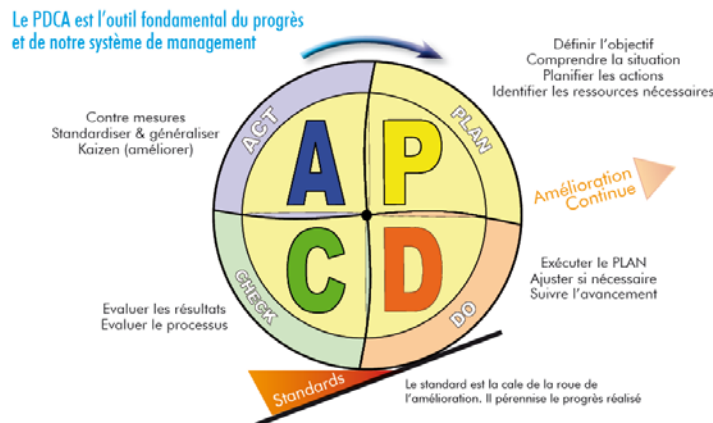 Le PDCA est l'outil fondamental du progrès
et de notre système de management
Définir l'objectif
Comprendre la situation
Planifier les actions
Identifier les ressources nécessaires
Contre mesures
Standardiser & généraliser
Kaizen (améliorer)
ACT
PLAN
A
P
Amélioration
Continue
C
D
CHECK
DO
Exécuter le PLAN
Ajuster si nécessaire
Suivre l'avancement
Evaluer les résultats
Evaluer le processus
Standards
Le standard est la cale de la roue de
l'amélioration. Il pérennise le progrès réalisé